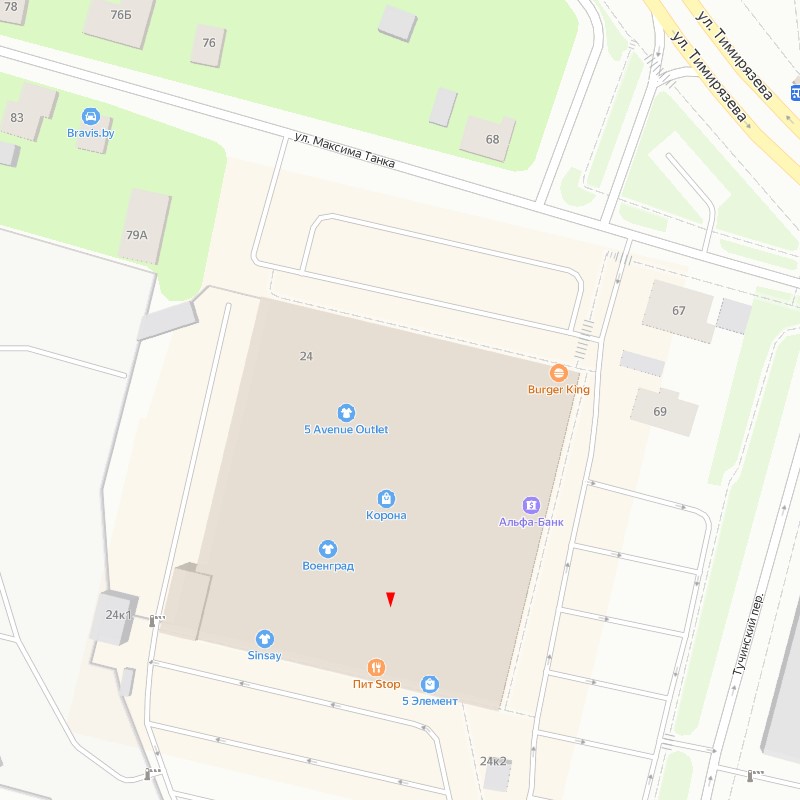 78
76Б
76
ул. Тимирязева
ул. Тимирязева
83
Bravis.by
68
ул. Максима Танка
79А
67
24
Burger King
69
5 Avenue Outlet
Корона
Альфа-Банк
Военград
24к1
Тучинский пер.
Sinsay
Пит Stop
5 Элемент
24к2